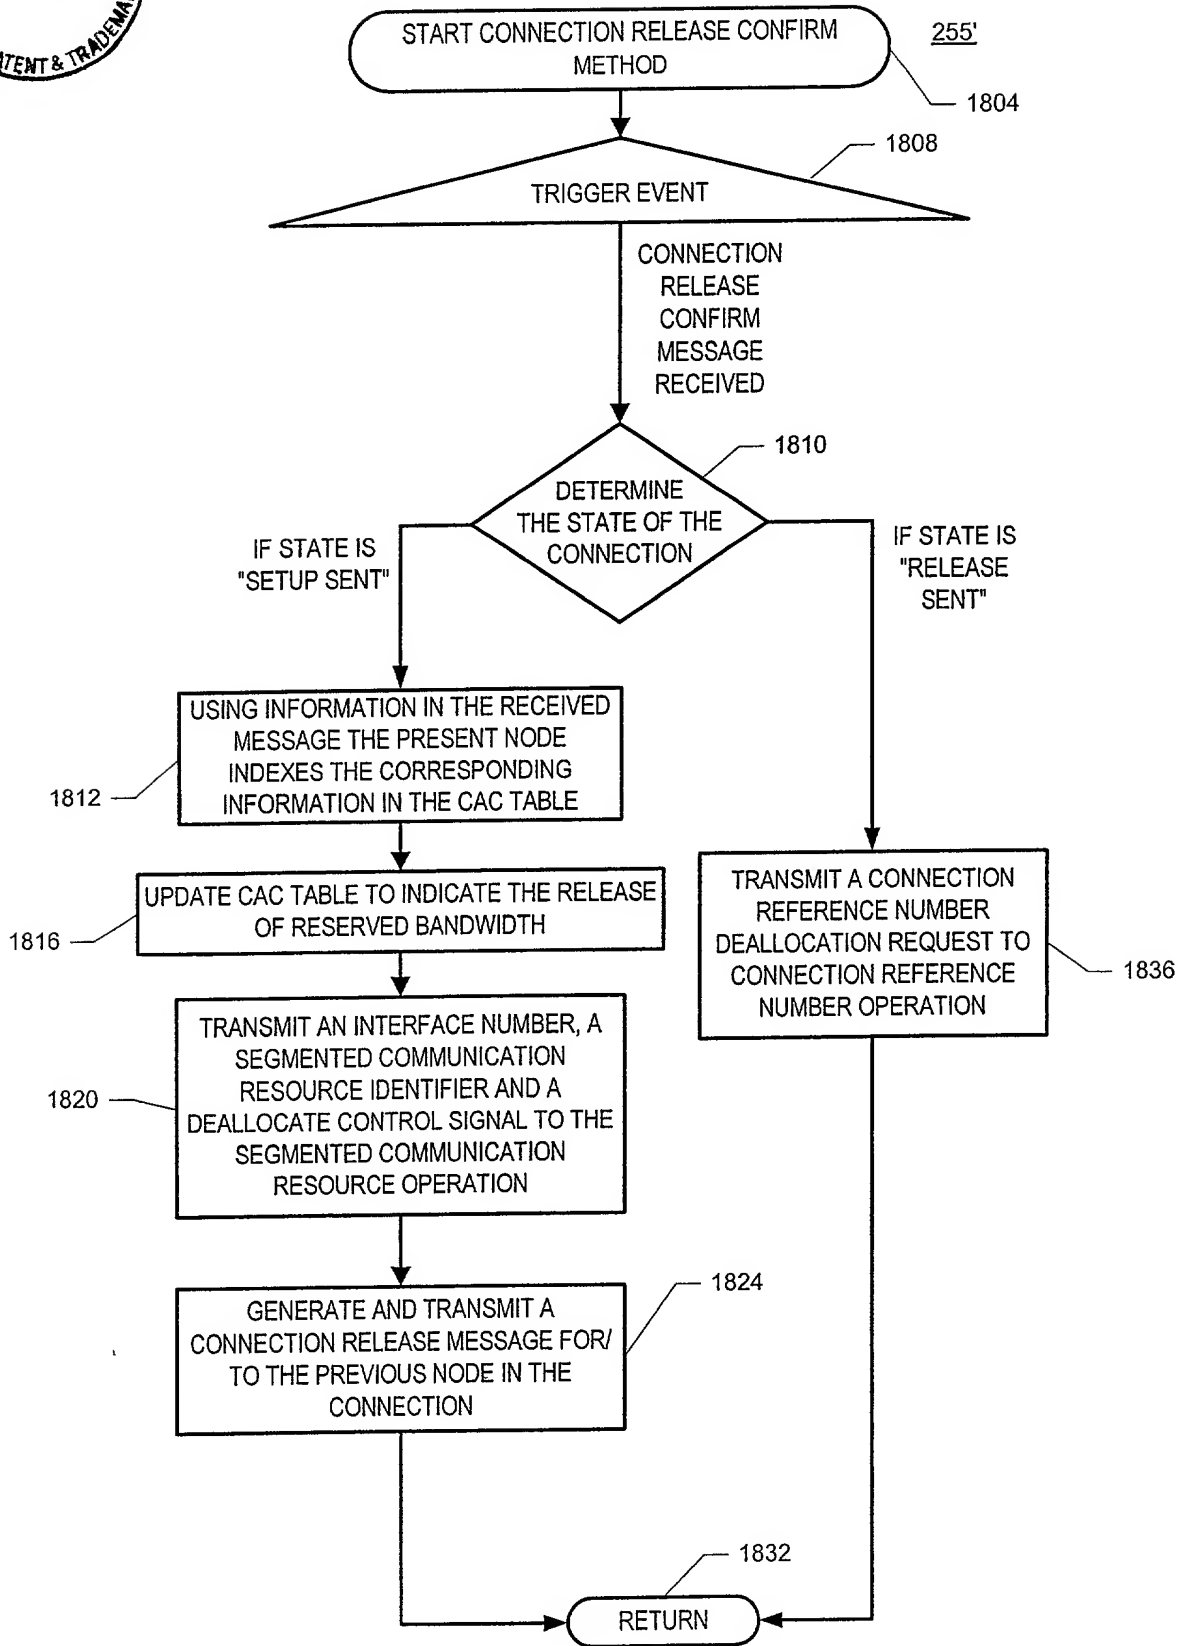 ATENT & TRADEMA
START CONNECTION RELEASE CONFIRM
METHOD
255'
1804
1808
TRIGGER EVENT
CONNECTION
RELEASE
CONFIRM
MESSAGE
RECEIVED
1810
DETERMINE
THE STATE OF THE
CONNECTION
IF STATE IS
"SETUP SENT"
IF STATE IS
"RELEASE
SENT"
USING INFORMATION IN THE RECEIVED
MESSAGE THE PRESENT NODE
INDEXES THE CORRESPONDING
INFORMATION IN THE CAC TABLE
1812
UPDATE CAC TABLE TO INDICATE THE RELEASE
OF RESERVED BANDWIDTH
1816
TRANSMIT A CONNECTION
REFERENCE NUMBER
DEALLOCATION REQUEST TO
CONNECTION REFERENCE
NUMBER OPERATION
1836
TRANSMIT AN INTERFACE NUMBER, A
SEGMENTED COMMUNICATION
RESOURCE IDENTIFIER AND A
DEALLOCATE CONTROL SIGNAL TO THE
SEGMENTED COMMUNICATION
RESOURCE OPERATION
1820
GENERATE AND TRANSMIT A
CONNECTION RELEASE MESSAGE FOR/
TO THE PREVIOUS NODE IN THE
CONNECTION
1824
1832
RETURN